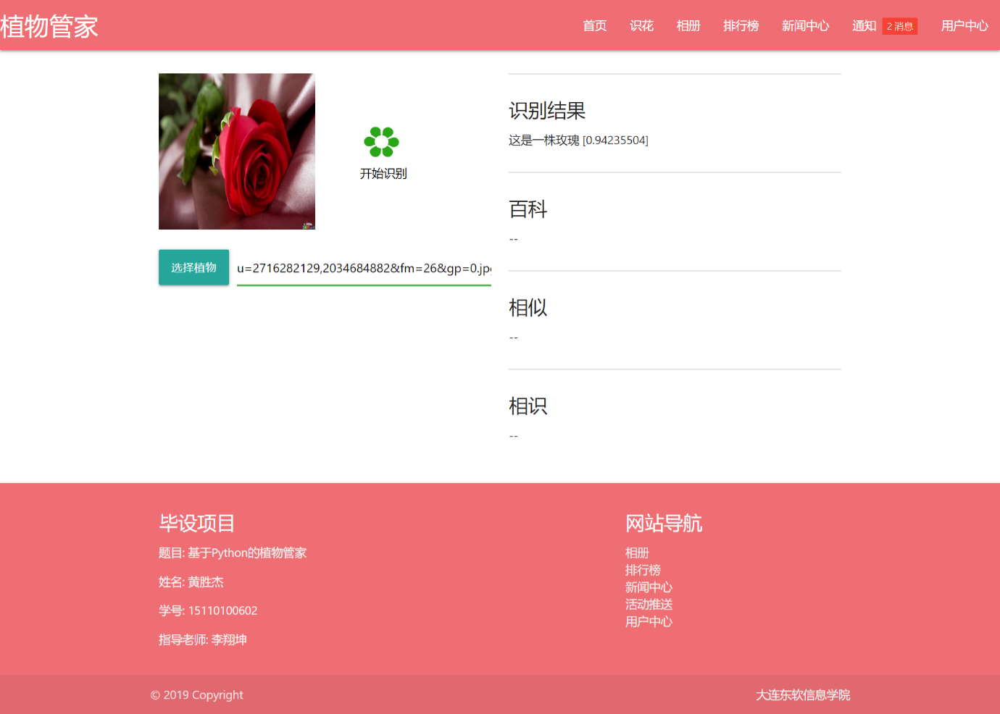 植物管家
首页 识花 相册 排行榜 新闻中心 通知 2 消息 用户中心
开始识别
选择植物
u=2716282129,2034684882&fm=26&gp=0.jpg
识别结果
这是一株玫瑰 [0.94235504]
百科
--
相似
--
相识
--
毕设项目
题目: 基于Python的植物管家
姓名: 黄胜杰
学号: 15110100602
指导老师: 李翔坤
网站导航
相册
排行榜
新闻中心
活动推送
用户中心
© 2019 Copyright
大连东软信息学院